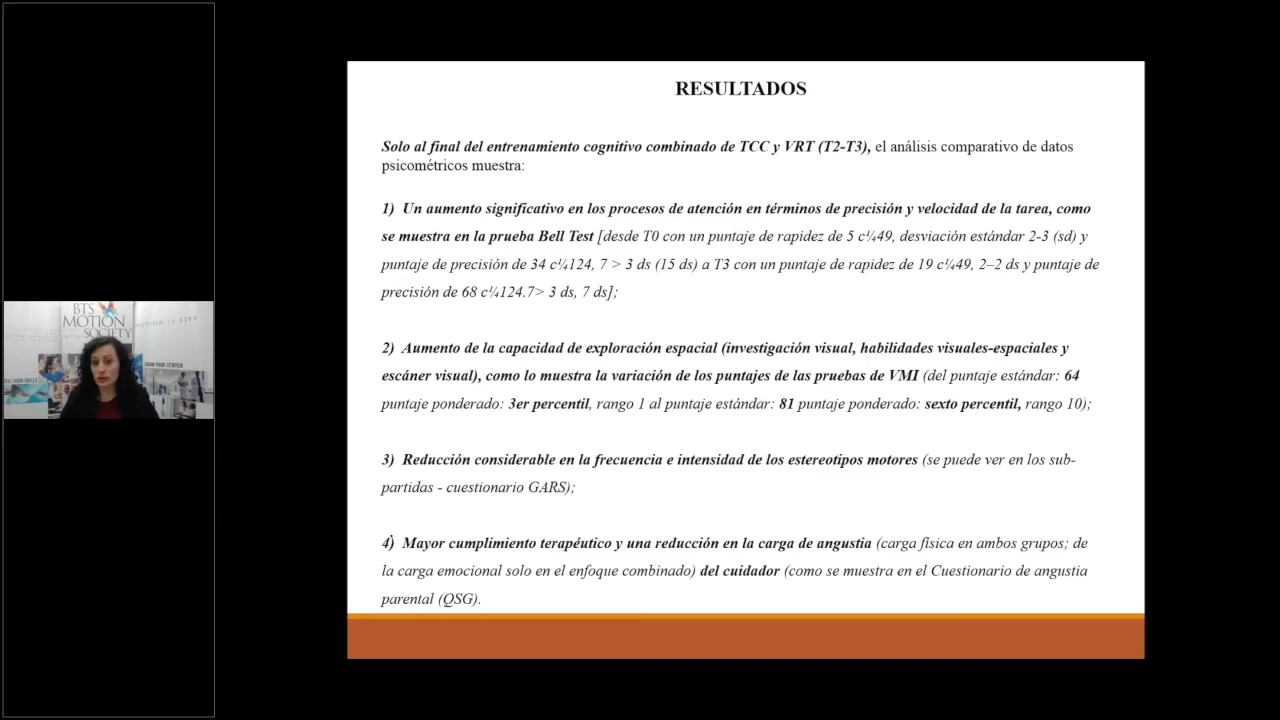 RESULTADOS
Solo al final del entrenamiento cognitivo combinado de TCC y VRT (T2-T3), el análisis comparativo de datos
psicométricos muestra:
1) Un aumento significativo en los procesos de atención en términos de precisión y velocidad de la tarea, como
se muestra en la prueba Bell Test [desde T0 con un puntaje de rapidez de 5 c¼49, desviación estándar 2-3 (sd) y
puntaje de precisión de 34 c¼124, 7 > 3 ds (15 ds) a T3 con un puntaje de rapidez de 19 c¼49, 2–2 ds y puntaje de
precisión de 68 c¼124.7> 3 ds, 7 ds];
2) Aumento de la capacidad de exploración espacial (investigación visual, habilidades visuales-espaciales y
escáner visual), como lo muestra la variación de los puntajes de las pruebas de VMI (del puntaje estándar: 64
puntaje ponderado: 3er percentil, rango 1 al puntaje estándar: 81 puntaje ponderado: sexto percentil, rango 10);
3) Reducción considerable en la frecuencia e intensidad de los estereotipos motores (se puede ver en los sub-
partidas - cuestionario GARS);
4) Mayor cumplimiento terapéutico y una reducción en la carga de angustia (carga física en ambos grupos; de
la carga emocional solo en el enfoque combinado) del cuidador (como se muestra en el Cuestionario de angustia
parental (QSG).
BTS
MOTION
SOCIETY
MOTION is LIFE